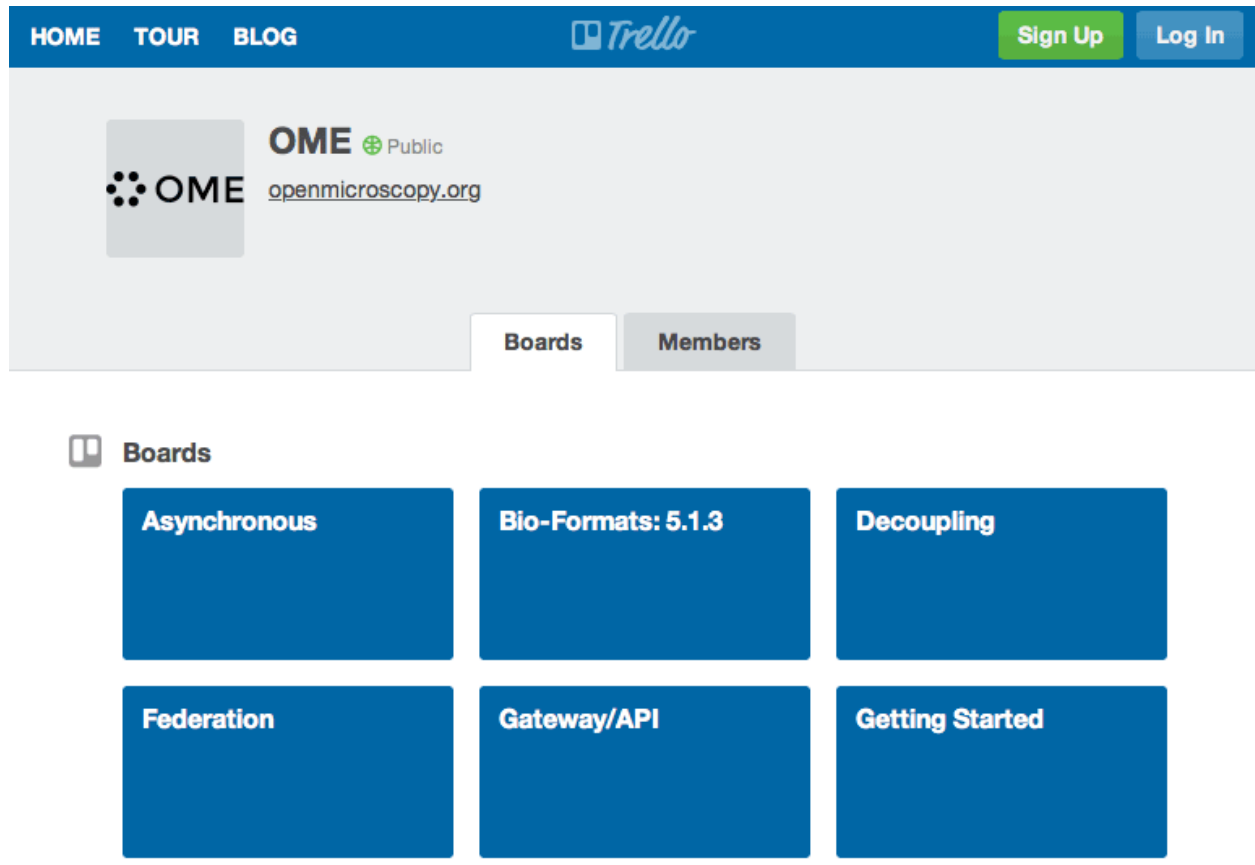 HOME TOUR BLOG Trello Sign Up Log In
OME Public
OME
openmicroscopy.org
Boards Members
Boards
Asynchronous Bio-Formats: 5.1.3 Decoupling
Federation Gateway/API Getting Started